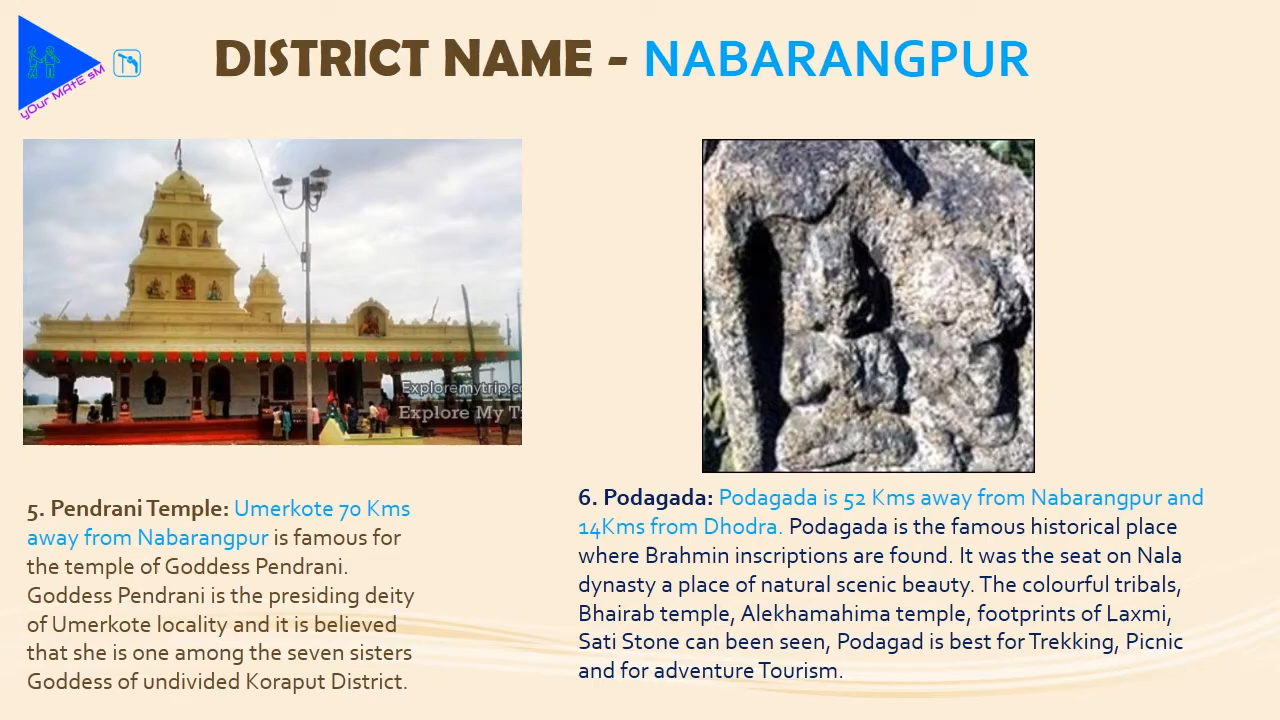 yOur MAtE sM
DISTRICT NAME - NABARANGPUR
Exploremytrip.co
Explore My T
5. Pendrani Temple: Umerkote 70 Kms
away from Nabarangpur is famous for
the temple of Goddess Pendrani.
Goddess Pendrani is the presiding deity
of Umerkote locality and it is believed
that she is one among the seven sisters
Goddess of undivided Koraput District.
6. Podagada: Podagada is 52 Kms away from Nabarangpur and
14Kms from Dhodra. Podagada is the famous historical place
where Brahmin inscriptions are found. It was the seat on Nala
dynasty a place of natural scenic beauty. The colourful tribals,
Bhairab temple, Alekhamahima temple, footprints of Laxmi,
Sati Stone can been seen, Podagad is best for Trekking, Picnic
and for adventure Tourism.